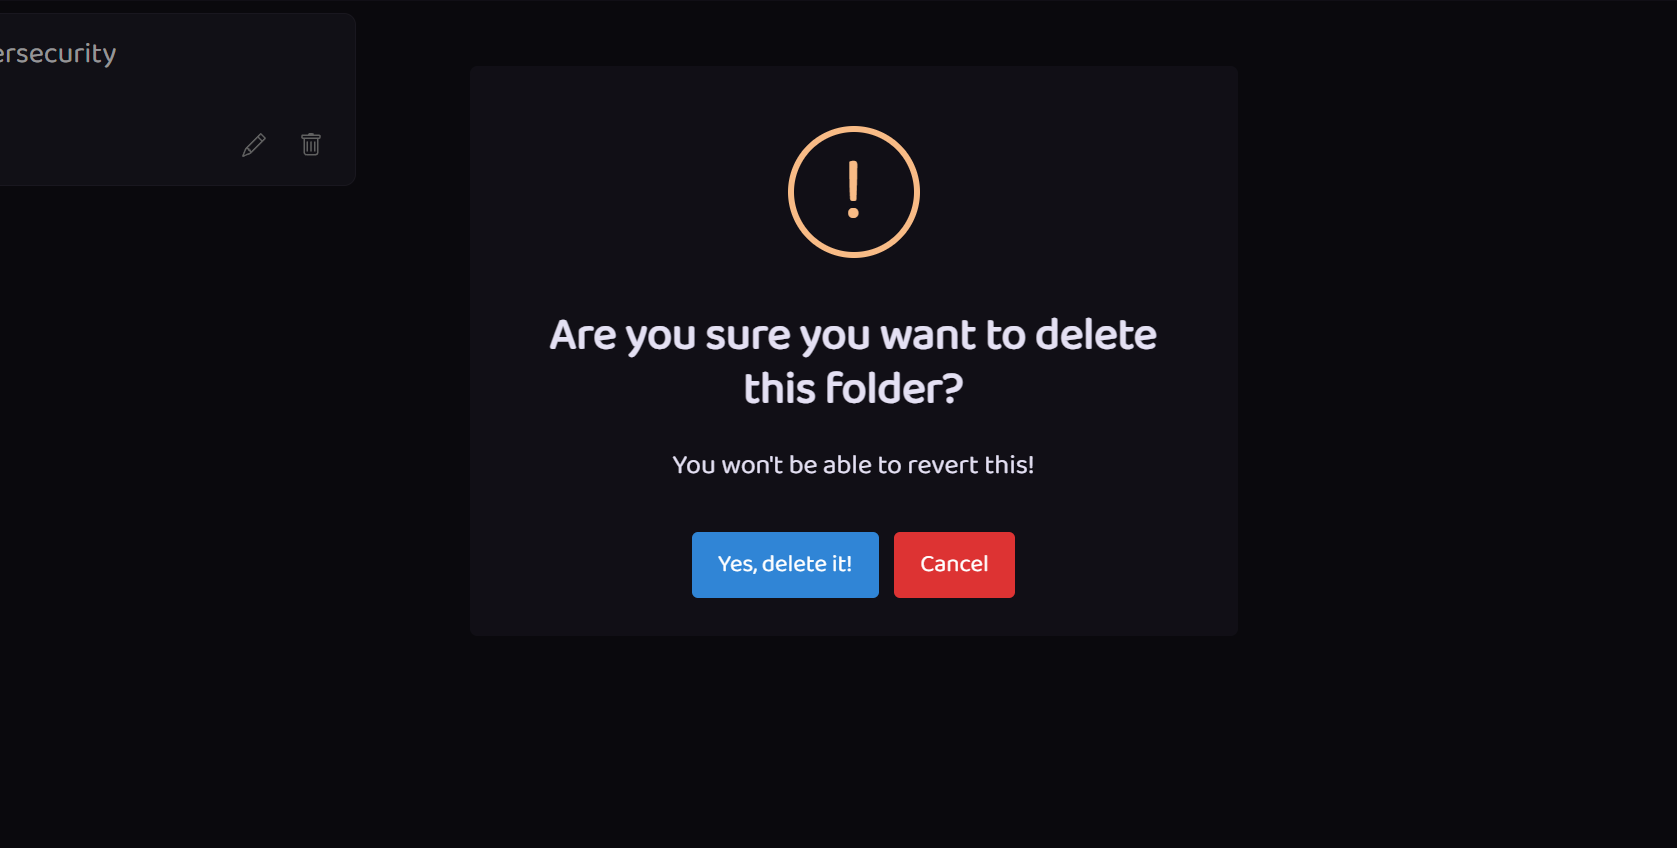 ersecurity
Are you sure you want to delete
this folder?
You won't be able to revert this!
Yes, delete it!
Cancel